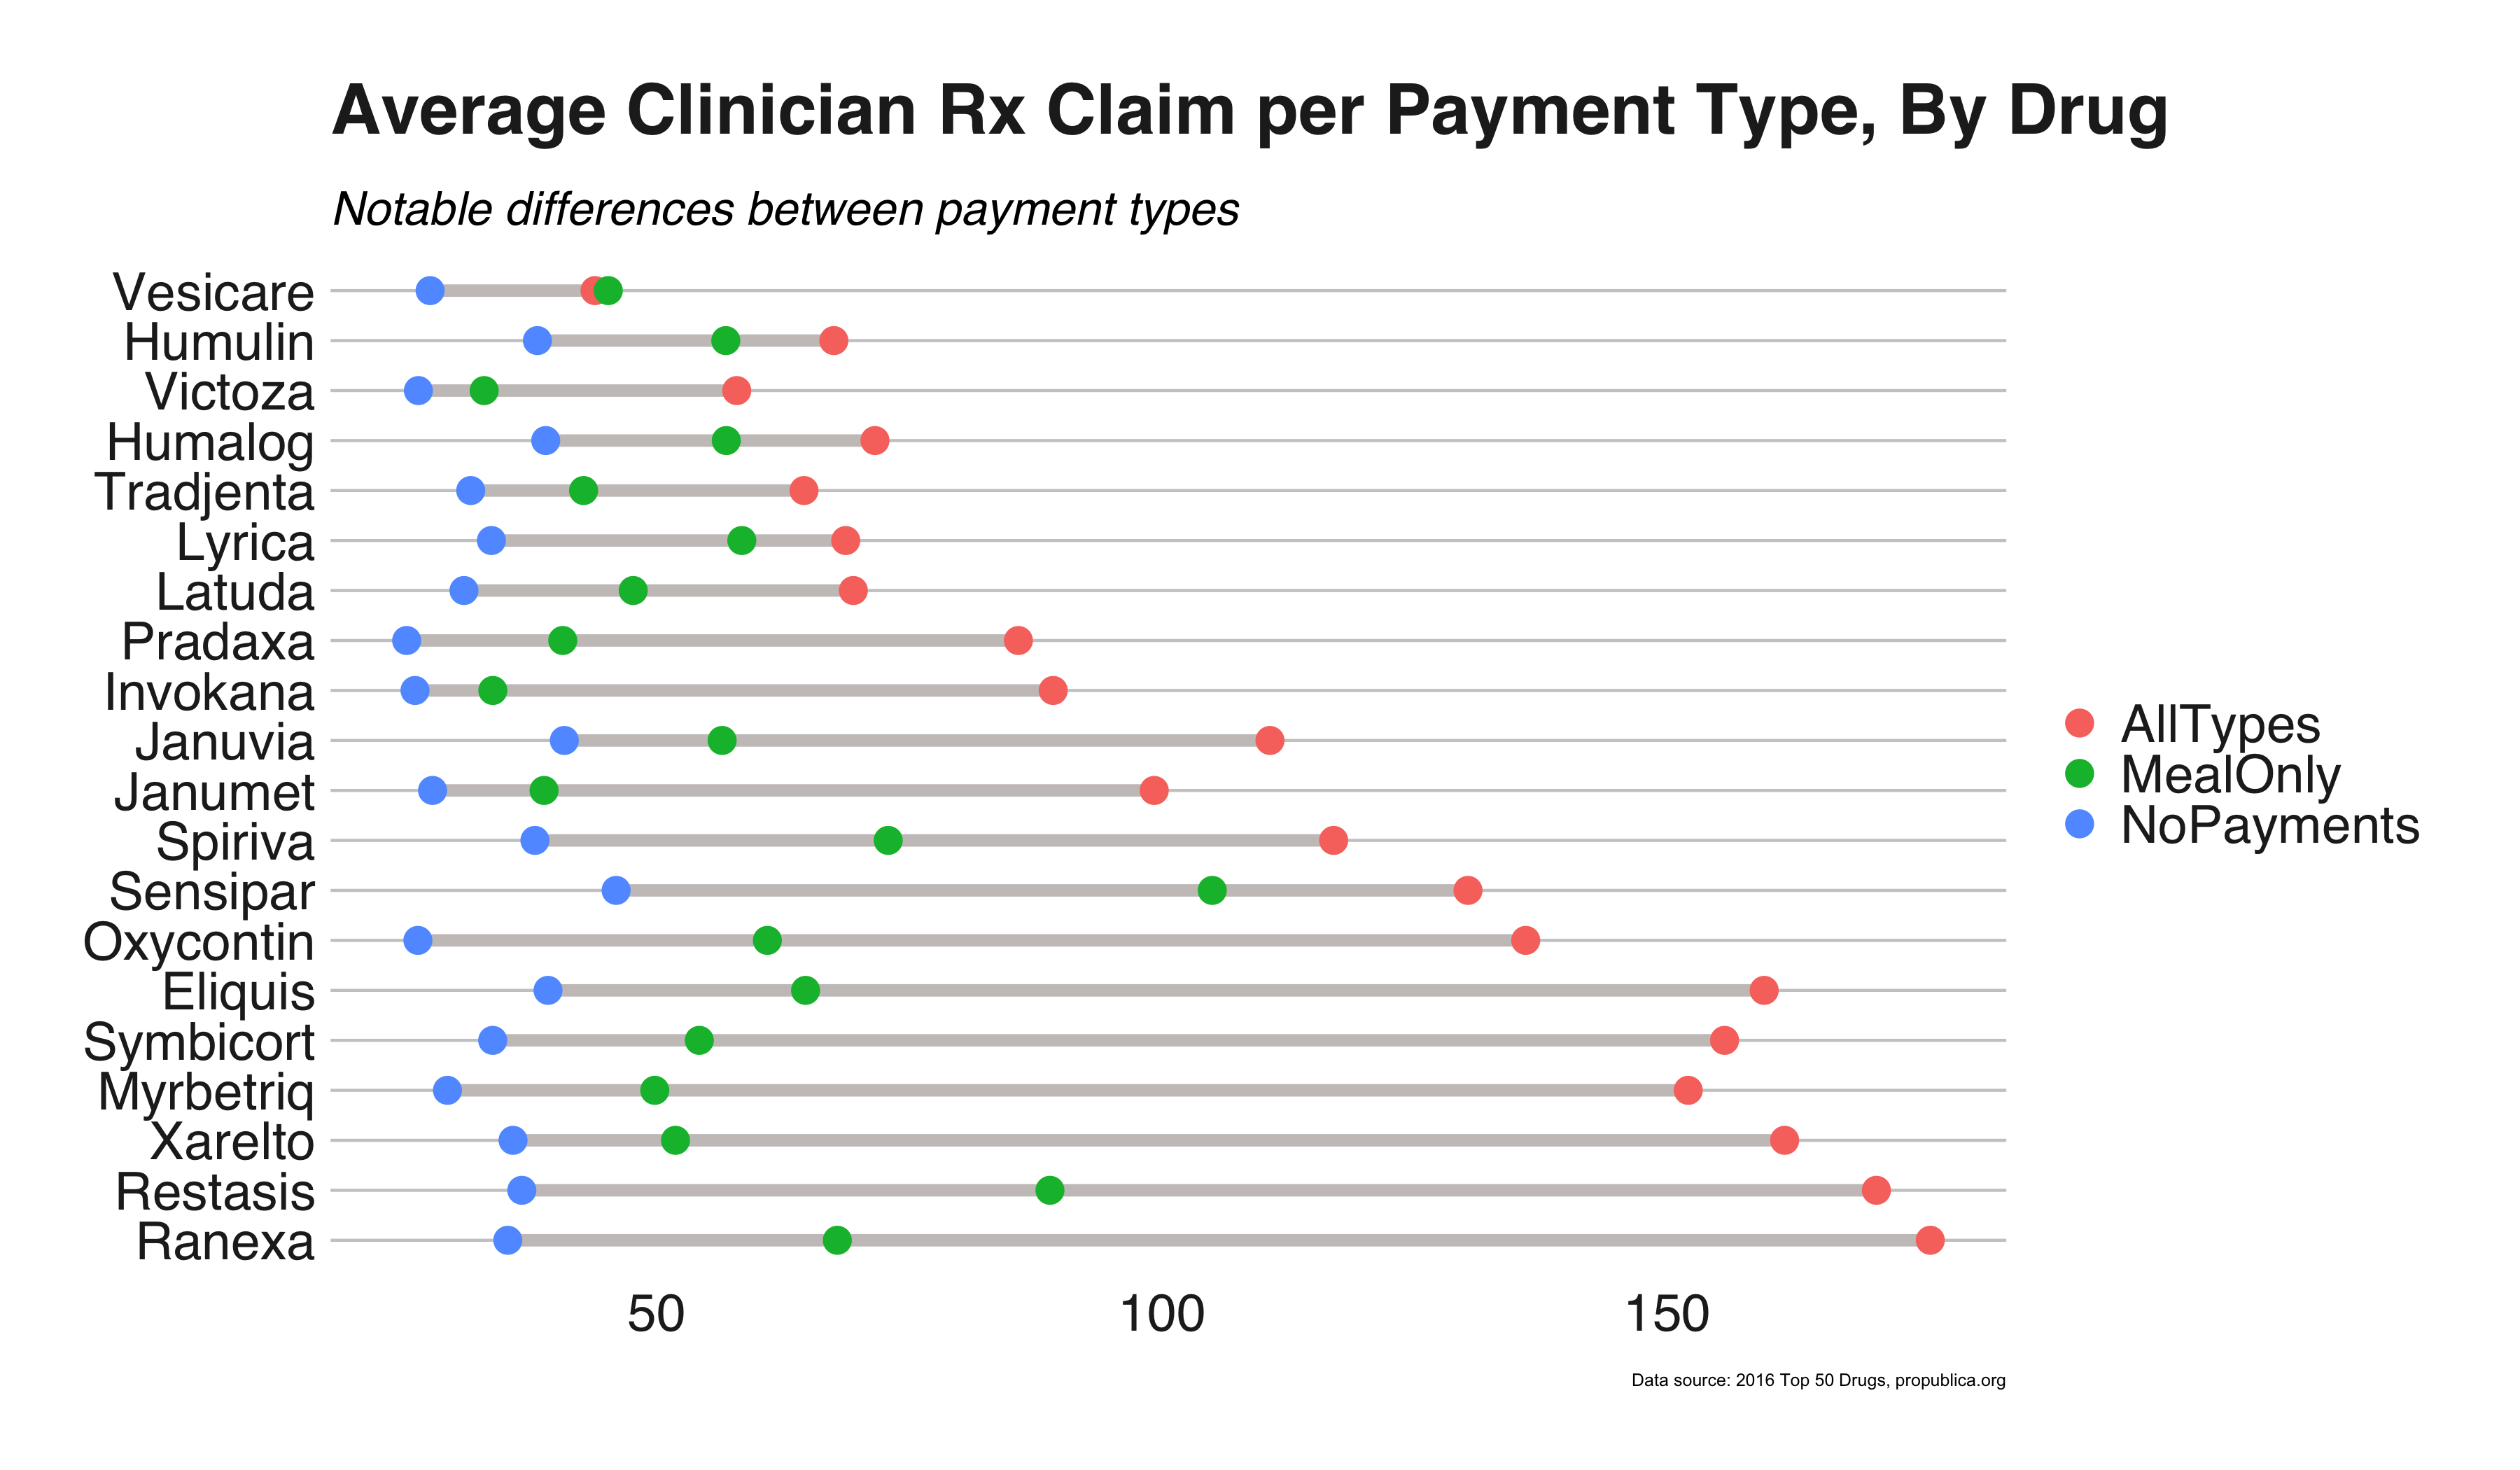 Average Clinician Rx Claim per Payment Type, By Drug
Notable differences between payment types
Vesicare
Humulin
Victoza
Humalog
Tradjenta
Lyrica
Latuda
Pradaxa
Invokana
Januvia
Janumet
Spiriva
Sensipar
Oxycontin
Eliquis
Symbicort
Myrbetriq
Xarelto
Restasis
Ranexa
50 100 150
AllTypes
MealOnly
NoPayments
Data source: 2016 Top 50 Drugs, propublica.org